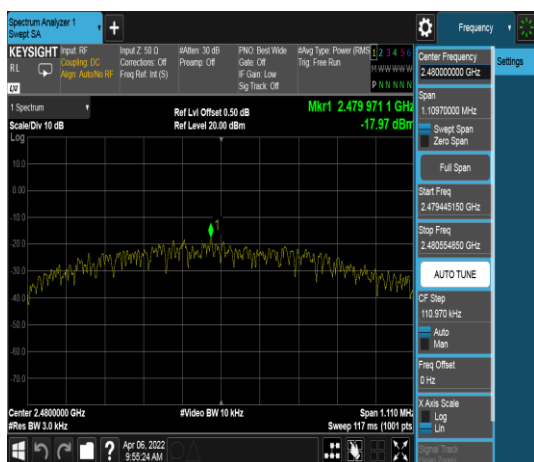 Spectrum Analyzer 1
Swept SA
+
Frequency
KEYSIGHT
RL
Input: RF
Coupling: DC
Align: Auto/No RF
Input Z: 50 Ω
Corrections: Off
Freq Ref: Int (S)
#Atten: 30 dB
Preamp: Off
PNO: Best Wide
Gate: Off
IF Gain: Low
Sig Track: Off
#Avg Type: Power (RMS
Trig: Free Run
1 2 3 4 5 6
M W W W W W
P N N N N N
1 Spectrum
Scale/Div 10 dB
Log
Ref Lvl Offset 0.50 dB
Ref Level 20.00 dBm
Mkr1 2.479 971 1 GHz
-17.97 dBm
10.0
0.00
-10.0
-20.0
-30.0
-40.0
-50.0
-60.0
-70.0
1
Center 2.4800000 GHz
#Res BW 3.0 kHz
#Video BW 10 kHz
Span 1.110 MHz
Sweep 117 ms (1001 pts)
Apr 06, 2022
9:55:24 AM
Center Frequency
2.480000000 GHz
Settings
Span
1.10970000 MHz
Swept Span
Zero Span
Full Span
Start Freq
2.479445150 GHz
Stop Freq
2.480554850 GHz
AUTO TUNE
CF Step
110.970 kHz
Auto
Man
Freq Offset
0 Hz
X Axis Scale
Log
Lin
Signal Track